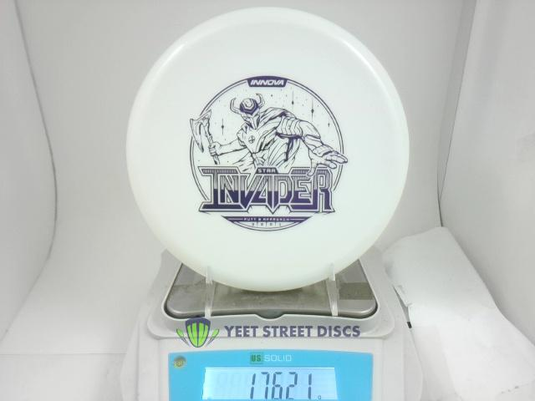 INNOVA
STAR
INVADER
PUTT & APPROACH
YEET STREET DISCS
US SOLID
176.21 g